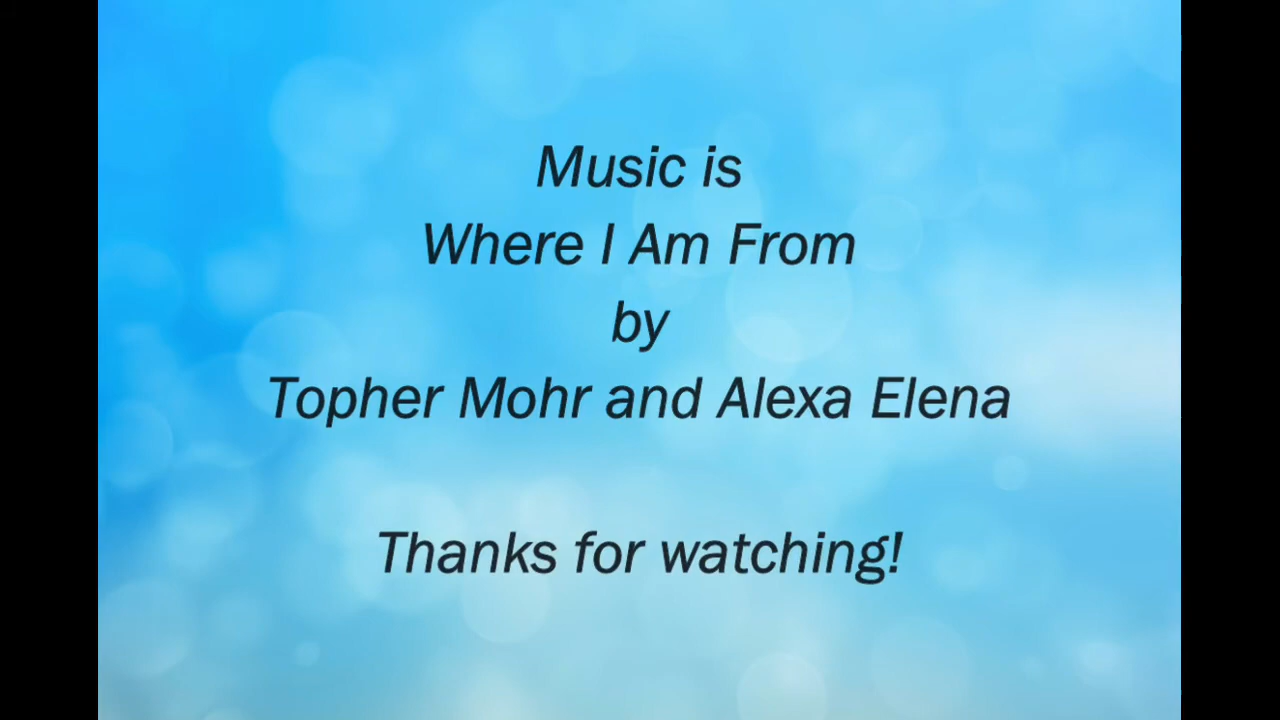 Music is
Where I Am From
by
Topher Mohr and Alexa Elena
Thanks for watching!